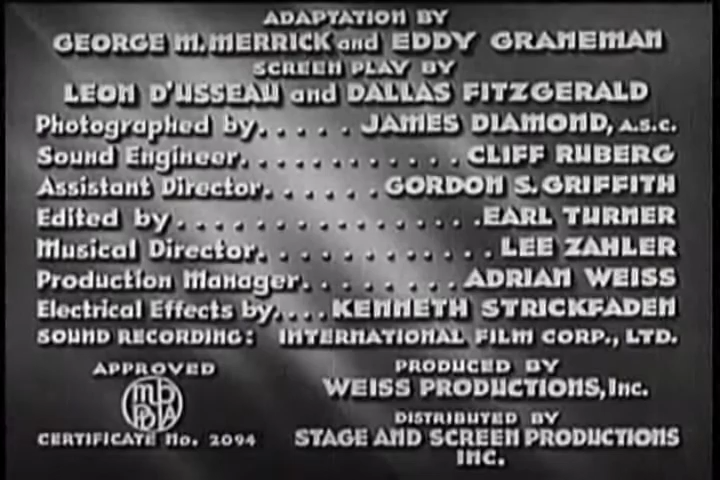 ADAPTATION BY
GEORGE M. MERRICK and EDDY GRANEMAN
SCREEN PLAY BY
LEON D'USSEAU and DALLAS FITZGERALD
Photographed by. . . . . JAMES DIAMOND, A.S.C.
Sound Engineer. . . . . . . . . . . . CLIFF RUBERG
Assistant Director. . . . . . GORDON S. GRIFFITH
Edited by . . . . . . . . . . . . . . . . EARL TURNER
Musical Director. . . . . . . . . . . . LEE ZAHLER
Production Manager. . . . . . . . ADRIAN WEISS
Electrical Effects by. . . . KENNETH STRICKFADEN
SOUND RECORDING: INTERNATIONAL FILM CORP., LTD.
APPROVED
MPPDA
CERTIFICATE No. 2094
PRODUCED BY
WEISS PRODUCTIONS, Inc.
DISTRIBUTED BY
STAGE AND SCREEN PRODUCTIONS
INC.